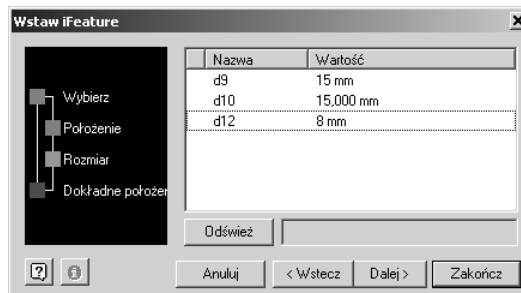 Wstaw iFeature
Wybierz
Położenie
Rozmiar
Dokładne położer
Nazwa Wartość
d9 15 mm
d10 15,000 mm
d12 8 mm
Odśwież
Anuluj < Wstecz Dalej > Zakończ